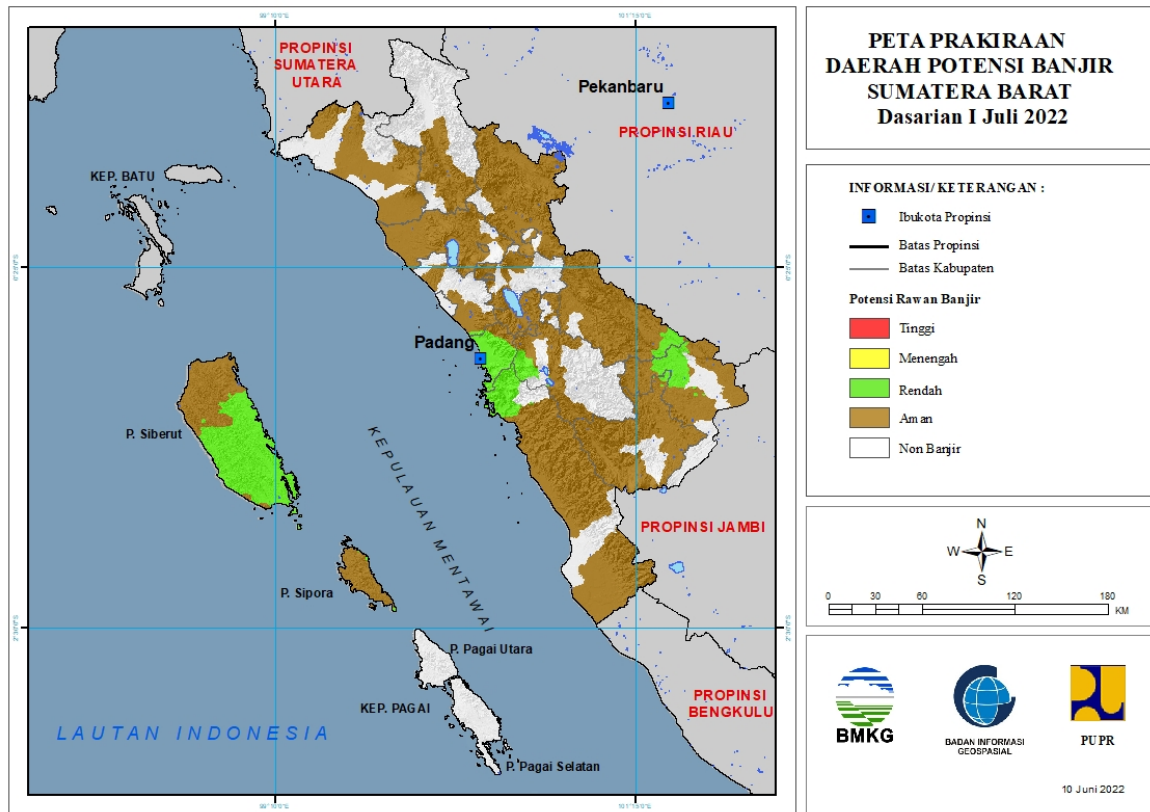 PETA PRAKIRAAN
DAERAH POTENSI BANJIR
SUMATERA BARAT
Dasarian I Juli 2022
INFORMASI/ KETERANGAN :
Ibukota Propinsi
Batas Propinsi
Batas Kabupaten
Potensi Rawan Banjir
Tinggi
Menengah
Rendah
Aman
Non Banjir
N
W E
S
0 30 60 120 180
KM
BMKG
BADAN INFORMASI
GEOSPASIAL
PUPR
10 Juni 2022
PROPINSI
SUMATERA
UTARA
Pekanbaru
PROPINSI RIAU
KEP. BATU
Padang
P. Siberut
KEPULAUAN MENTAWAI
PROPINSI JAMBI
P. Sipora
P. Pagai Utara
KEP. PAGAI
PROPINSI
BENGKULU
LAUTAN INDONESIA
P. Pagai Selatan